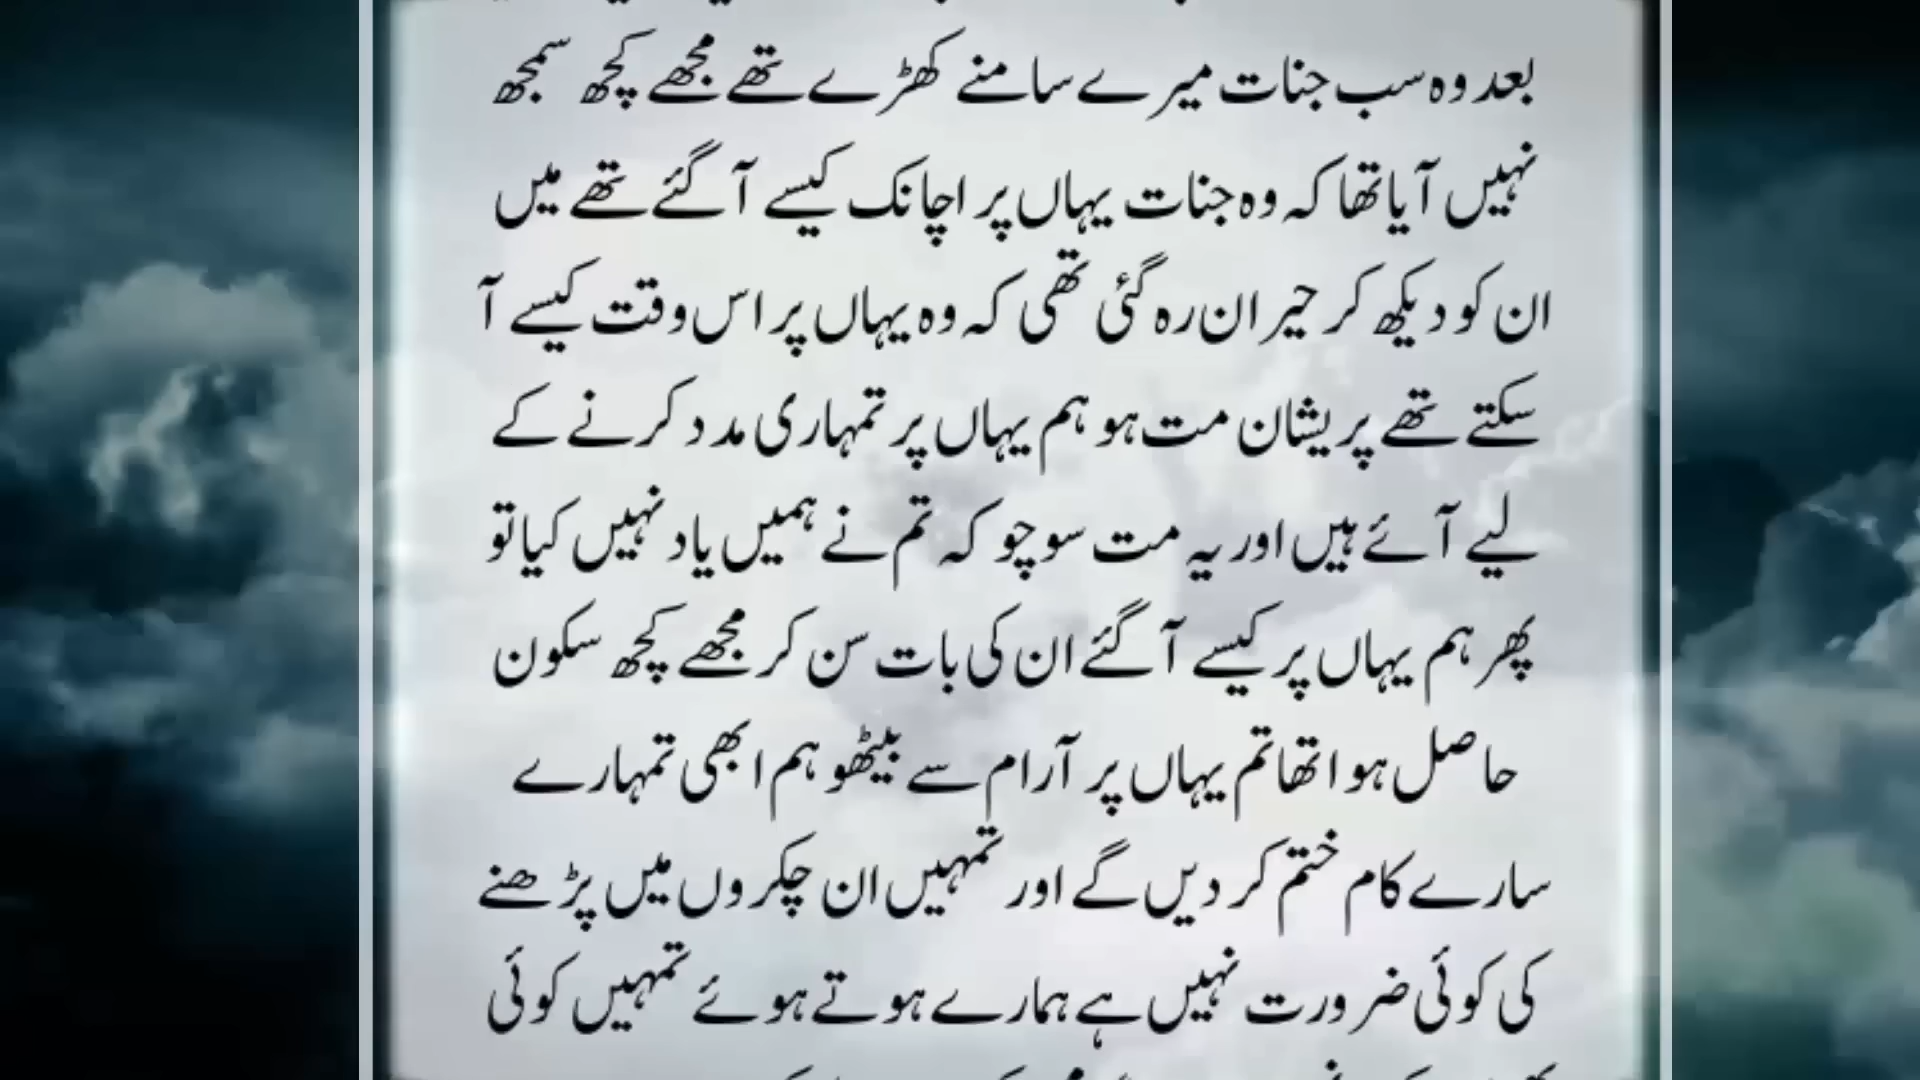 بعد وہ سب جنات میرے سامنے کھڑے تھے مجھے کچھ سمجھ
نہیں آیا تھا کہ وہ جنات یہاں پر اچانک کیسے آ گئے تھے میں
ان کو دیکھ کر حیران رہ گئی تھی کہ وہ یہاں پر اس وقت کیسے آ
سکتے تھے پریشان مت ہو ہم یہاں پر تمہاری مدد کرنے کے
لیے آئے ہیں اور یہ مت سوچو کہ تم نے ہمیں یاد نہیں کیا تو
پھر ہم یہاں پر کیسے آ گئے ان کی بات سن کر مجھے کچھ سکون
حاصل ہوا تھا تم یہاں پر آرام سے بیٹھو ہم ابھی تمہارے
سارے کام ختم کر دیں گے اور تمہیں ان چکروں میں پڑھنے
کی کوئی ضرورت نہیں ہے ہمارے ہوتے ہوئے تمہیں کوئی